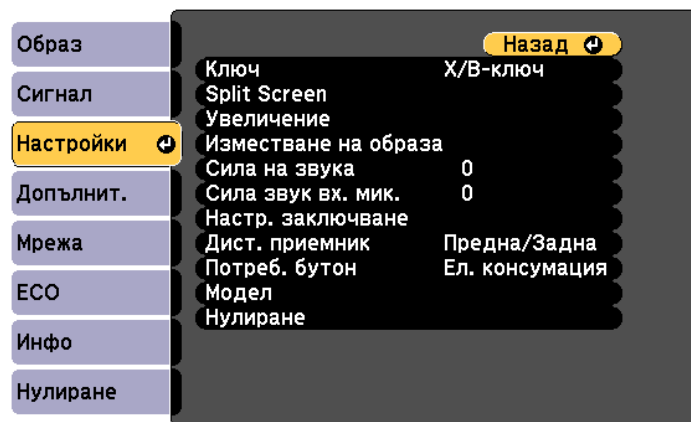 Образ
Сигнал
Настройки
Допълнит.
Мрежа
ECO
Инфо
Нулиране
Назад
Ключ X/B-ключ
Split Screen
Увеличение
Изместване на образа
Сила на звука 0
Сила звук вх. мик. 0
Настр. заключване
Дист. приемник Предна/Задна
Потреб. бутон Ел. консумация
Модел
Нулиране